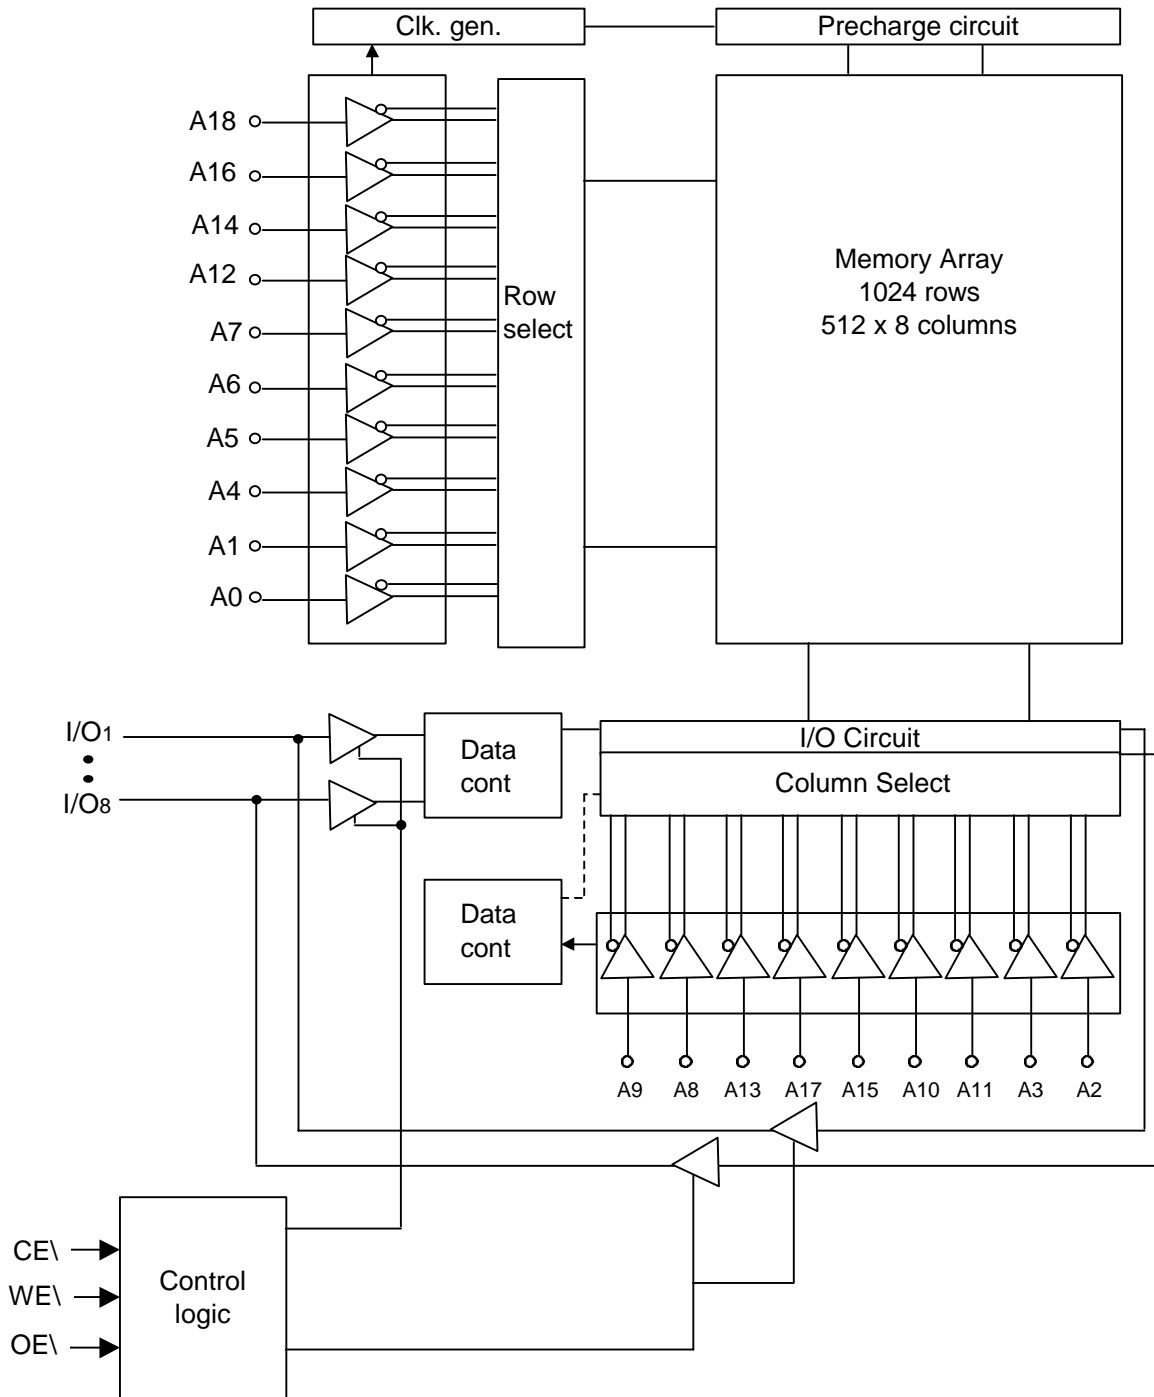 Clk. gen.
Precharge circuit
A18
A16
A14
A12
A7
A6
A5
A4
A1
A0
Row
select
Memory Array
1024 rows
512 x 8 columns
I/O1
I/O8
Data
cont
I/O Circuit
Column Select
Data
cont
A9 A8 A13 A17 A15 A10 A11 A3 A2
CE\
WE\
OE\
Control
logic